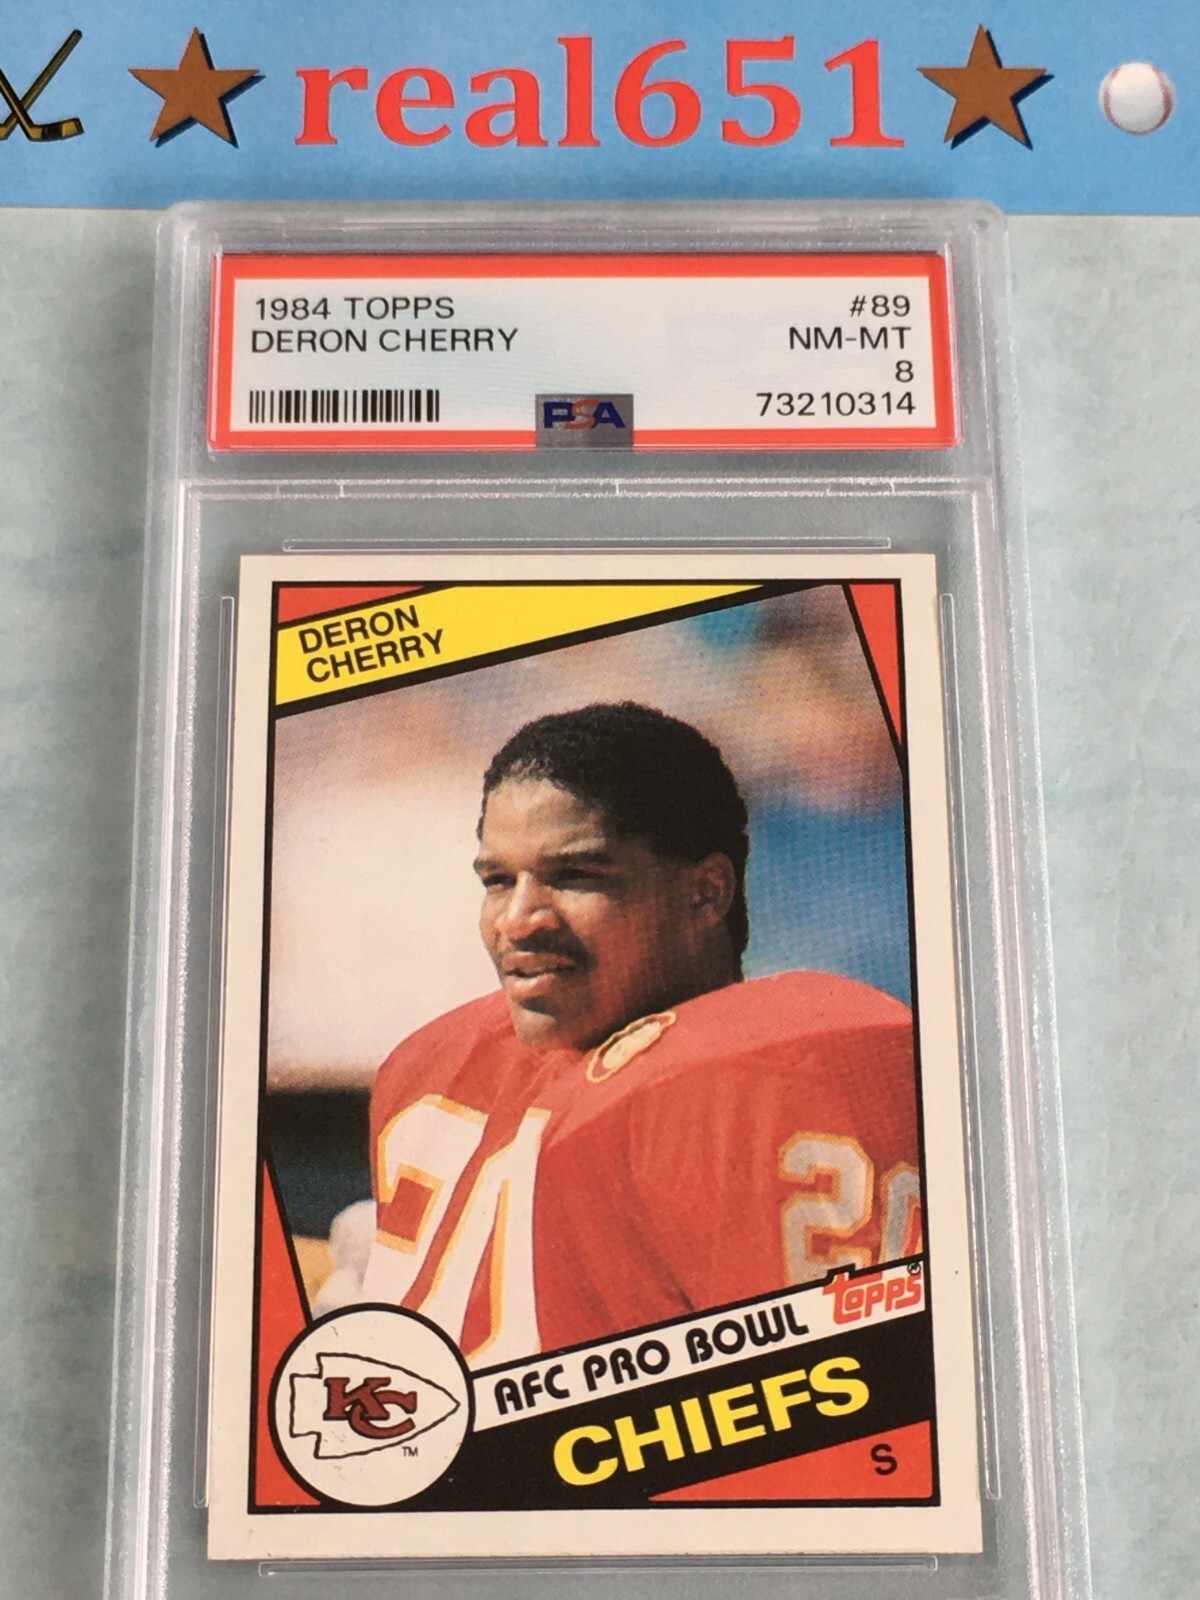 real651
1984 TOPPS #89
DERON CHERRY NM-MT
8
PSA 73210314
DERON
CHERRY
20
20
topps
AFC PRO BOWL
CHIEFS
KC
TM
S